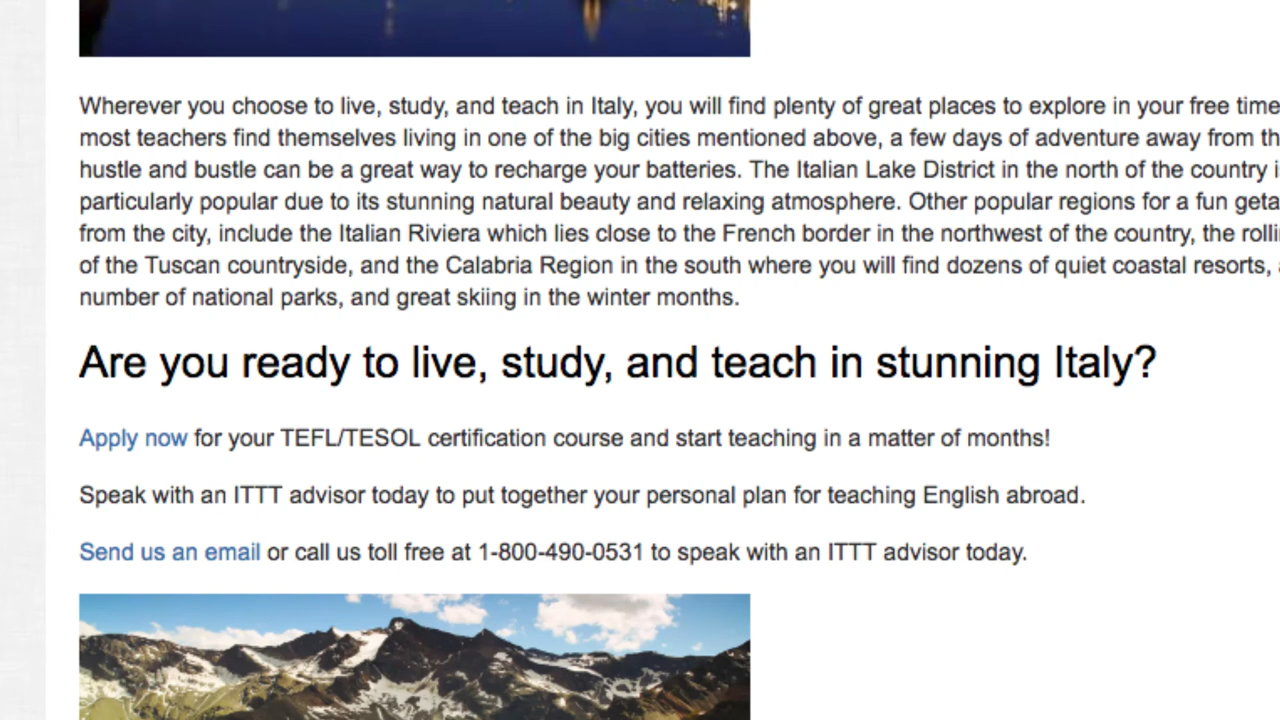 Wherever you choose to live, study, and teach in Italy, you will find plenty of great places to explore in your free time
most teachers find themselves living in one of the big cities mentioned above, a few days of adventure away from
hustle and bustle can be a great way to recharge your batteries. The Italian Lake District in the north of the country
particularly popular due to its stunning natural beauty and relaxing atmosphere. Other popular regions for a fun
from the city, include the Italian Riviera which lies close to the French border in the northwest of the country, the
of the Tuscan countryside, and the Calabria Region in the south where you will find dozens of quiet coastal resorts,
number of national parks, and great skiing in the winter months.
Are you ready to live, study, and teach in stunning Italy?
Apply now for your TEFL/TESOL certification course and start teaching in a matter of months!
Speak with an ITTT advisor today to put together your personal plan for teaching English abroad.
Send us an email or call us toll free at 1-800-490-0531 to speak with an ITTT advisor today.